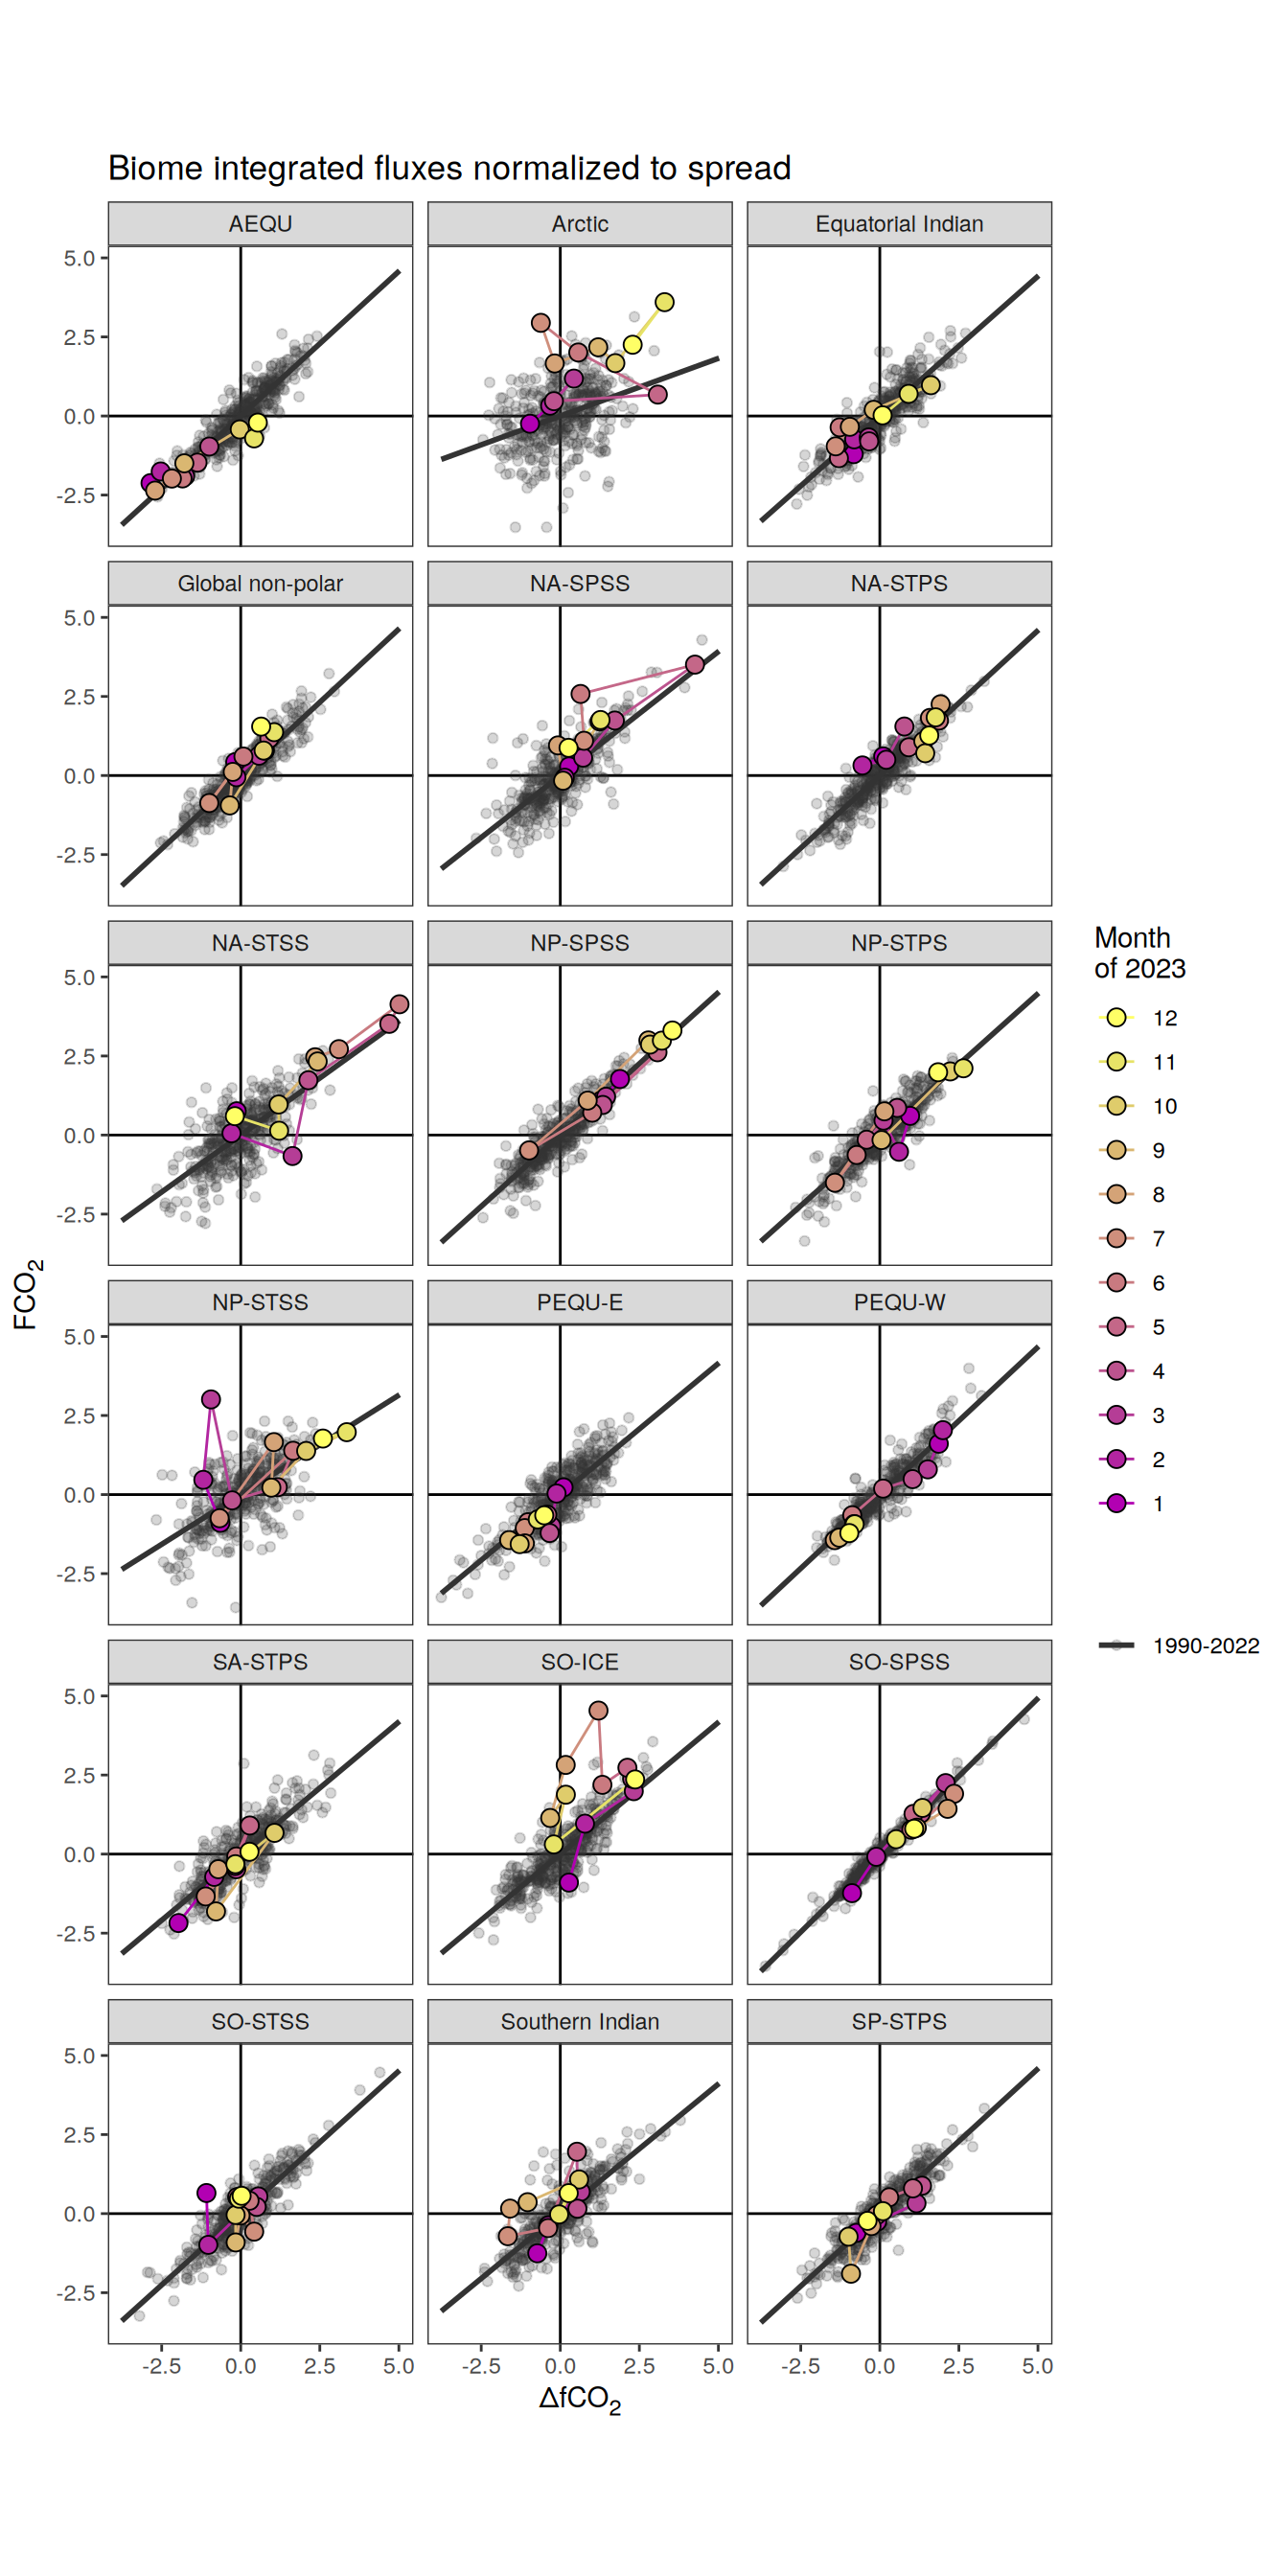 Biome integrated fluxes normalized to spread
AEQU
Arctic
Equatorial Indian
5.0
2.5
0.0
-2.5
Global non-polar
NA-SPSS
NA-STPS
5.0
2.5
0.0
-2.5
NA-STSS
NP-SPSS
NP-STPS
5.0
2.5
0.0
-2.5
NP-STSS
PEQU-E
PEQU-W
5.0
2.5
0.0
-2.5
SA-STPS
SO-ICE
SO-SPSS
5.0
2.5
0.0
-2.5
SO-STSS
Southern Indian
SP-STPS
5.0
2.5
0.0
-2.5
-2.5 0.0 2.5 5.0
-2.5 0.0 2.5 5.0
-2.5 0.0 2.5 5.0
ΔfCO₂
FCO₂
Month
of 2023
12
11
10
9
8
7
6
5
4
3
2
1
1990-2022